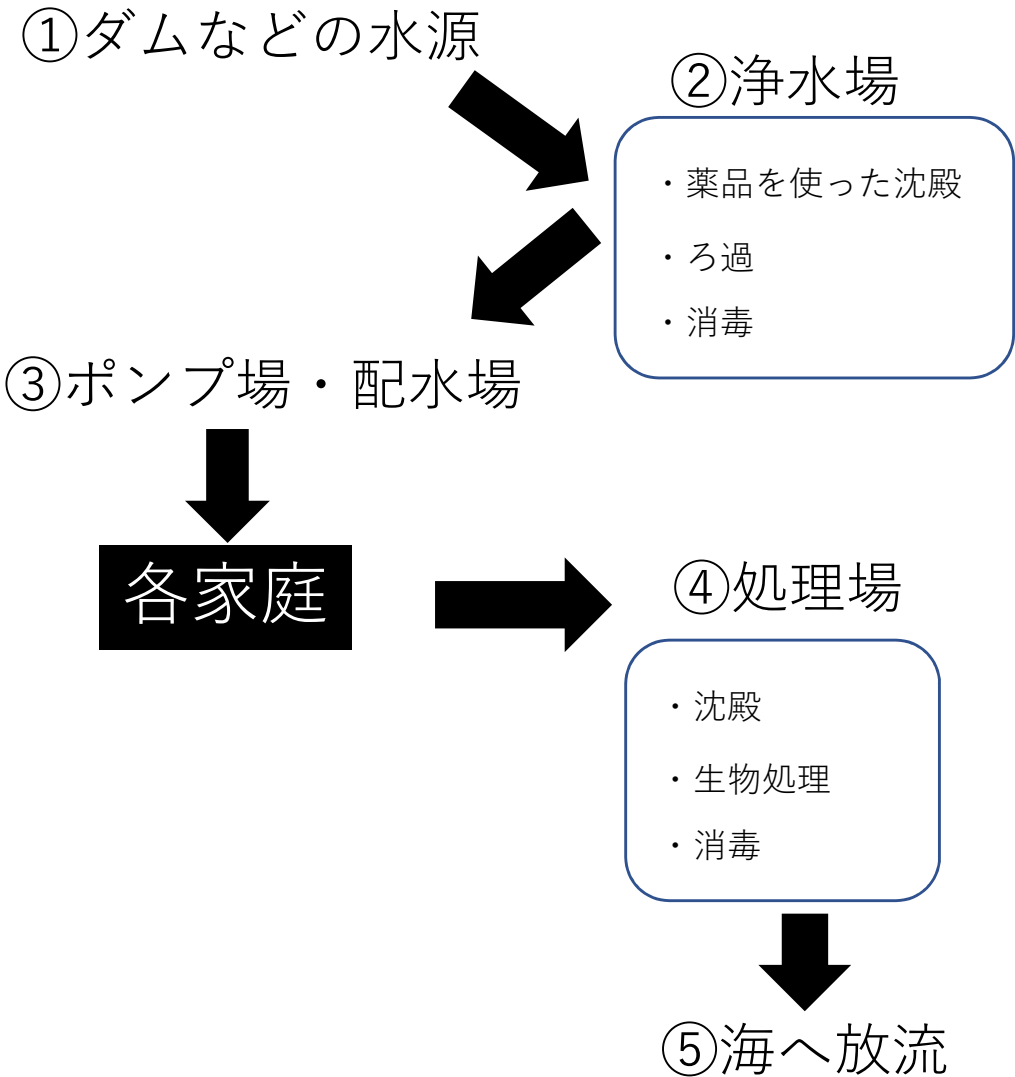 ①ダムなどの水源
②浄水場
・薬品を使った沈殿
・ろ過
・消毒
③ポンプ場・配水場
各家庭
④処理場
・沈殿
・生物処理
・消毒
⑤海へ放流